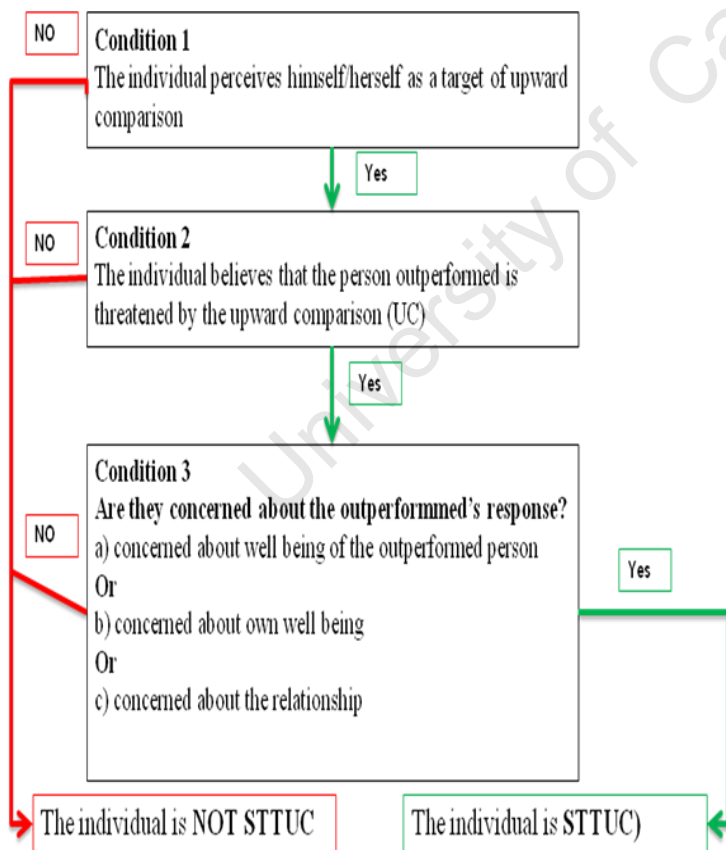 NO
Condition 1
The individual perceives himself/herself as a target of upward
comparison
Yes
NO
Condition 2
The individual believes that the person outperformed is
threatened by the upward comparison (UC)
Yes
NO
Condition 3
Are they concerned about the outperformmed's response?
a) concerned about well being of the outperformed person
Or
b) concerned about own well being
Or
c) concerned about the relationship
Yes
The individual is NOT STTUC
The individual is STTUC)
University of Ca